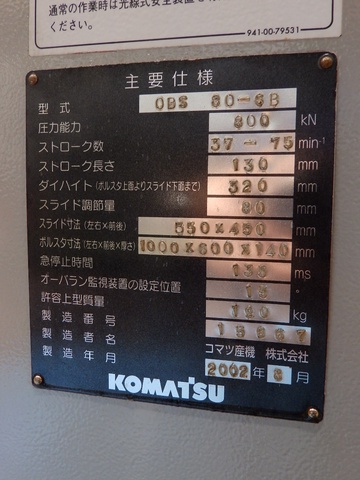 通常の作業時は光線式安全装置
ください。
941-00-79531
主要仕様
型式 OBS 80-6B
圧力能力 800 kN
ストローク数 37-75 min⁻¹
ストローク長さ 130 mm
ダイハイト(ボルスタ上面よりスライド下面まで) 320 mm
スライド調節量 80 mm
スライド寸法(左右×前後) 550×450 mm
ボルスタ寸法(左右×前後×厚さ) 1000×600×140 mm
急停止時間 135 ms
オーバラン監視装置の設定位置 15
許容上型質量 kg
製造番号
製造者名 コマツ産機 株式会社
製造年月 2002年 月
KOMATSU